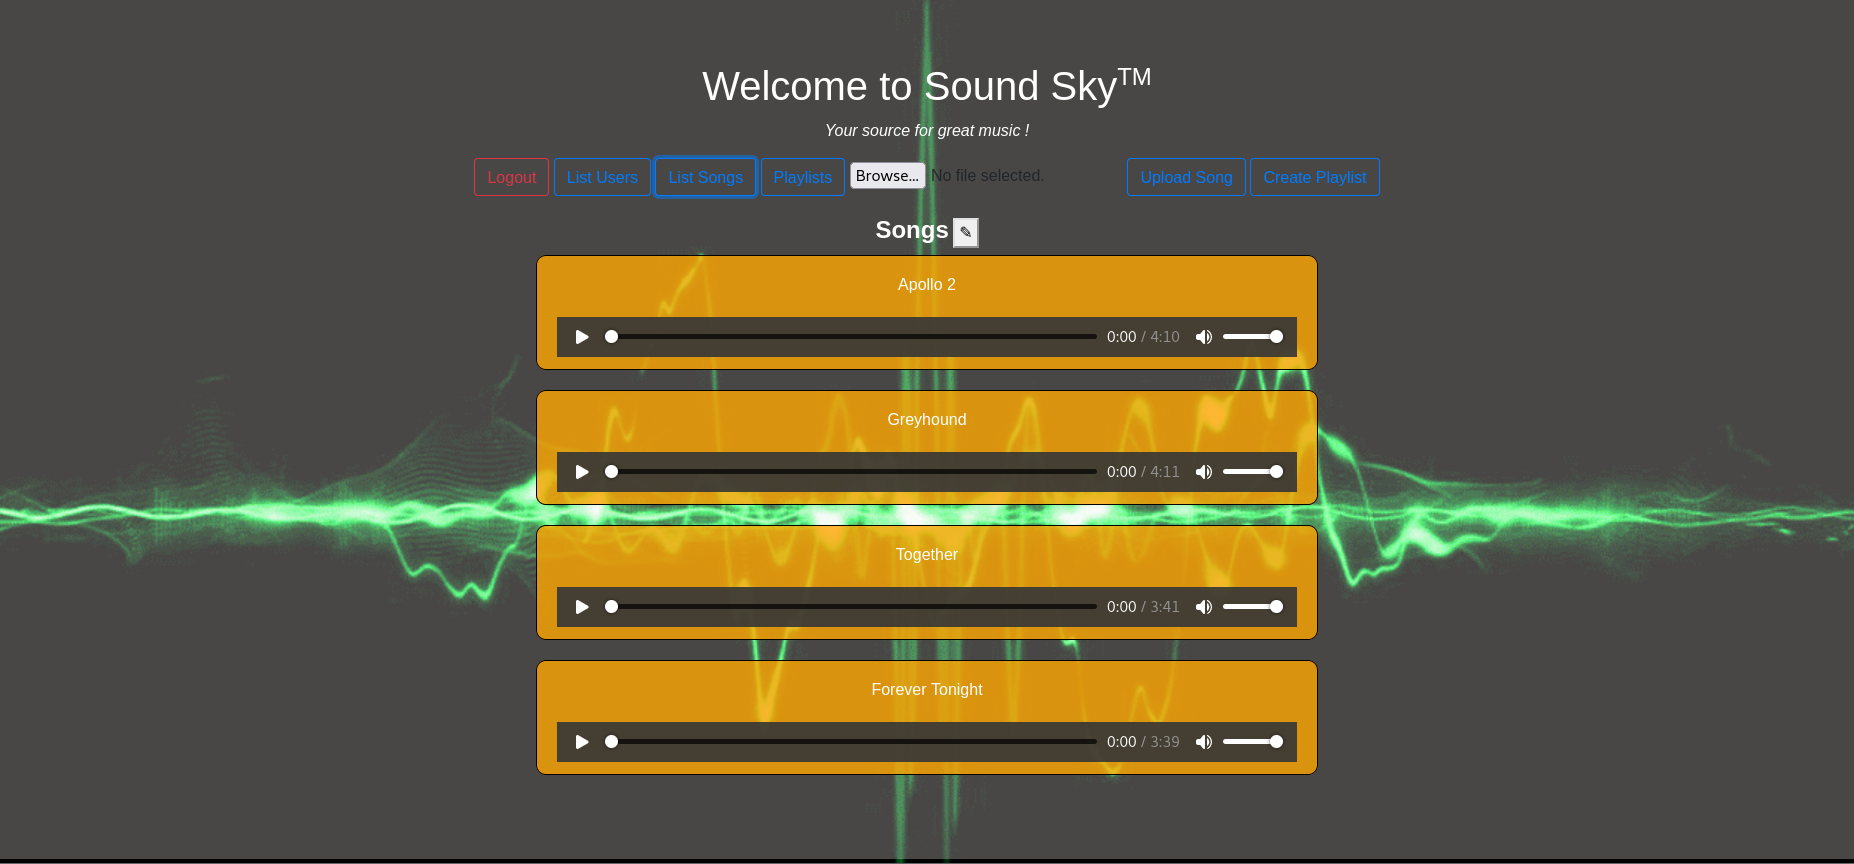 Welcome to Sound Sky™
Your source for great music !
Logout List Users List Songs Playlists Browse... No file selected. Upload Song Create Playlist
Songs ✎
Apollo 2
0:00 / 4:10
Greyhound
0:00 / 4:11
Together
0:00 / 3:41
Forever Tonight
0:00 / 3:39